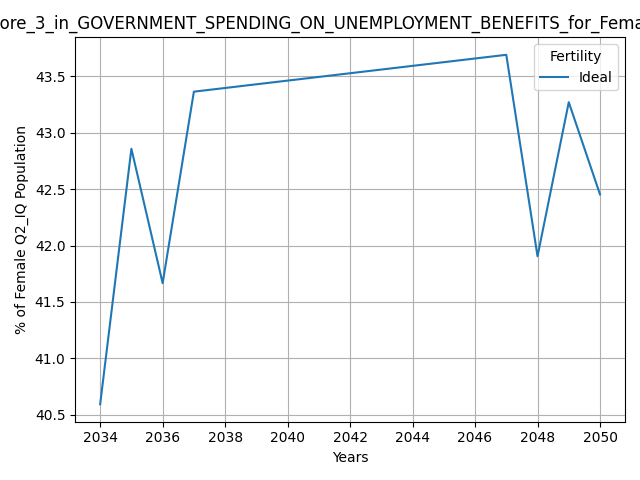 ore_3_in_GOVERNMENT_SPENDING_ON_UNEMPLOYMENT_BENEFITS_for_Fema
Fertility
Ideal
43.5
43.0
42.5
42.0
41.5
41.0
40.5
% of Female Q2_IQ Population
2034 2036 2038 2040 2042 2044 2046 2048 2050
Years